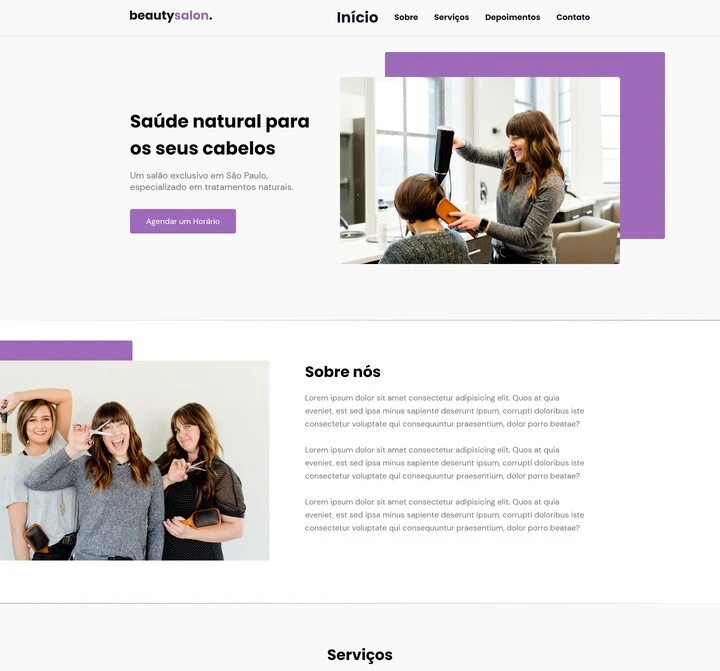 beautysalon.
Início Sobre Serviços Depoimentos Contato
Saúde natural para
os seus cabelos
Um salão exclusivo em São Paulo,
especializado em tratamentos naturais.
Agendar um Horário
Sobre nós
Lorem ipsum dolor sit amet consectetur adipisicing elit. Quos at quia
eveniet, est sed ipsa minus sapiente deserunt ipsum, corrupti doloribus iste
consectetur voluptate qui consequuntur praesentium, dolor porro beatae?
Lorem ipsum dolor sit amet consectetur adipisicing elit. Quos at quia
eveniet, est sed ipsa minus sapiente deserunt ipsum, corrupti doloribus iste
consectetur voluptate qui consequuntur praesentium, dolor porro beatae?
Lorem ipsum dolor sit amet consectetur adipisicing elit. Quos at quia
eveniet, est sed ipsa minus sapiente deserunt ipsum, corrupti doloribus iste
consectetur voluptate qui consequuntur praesentium, dolor porro beatae?
Serviços